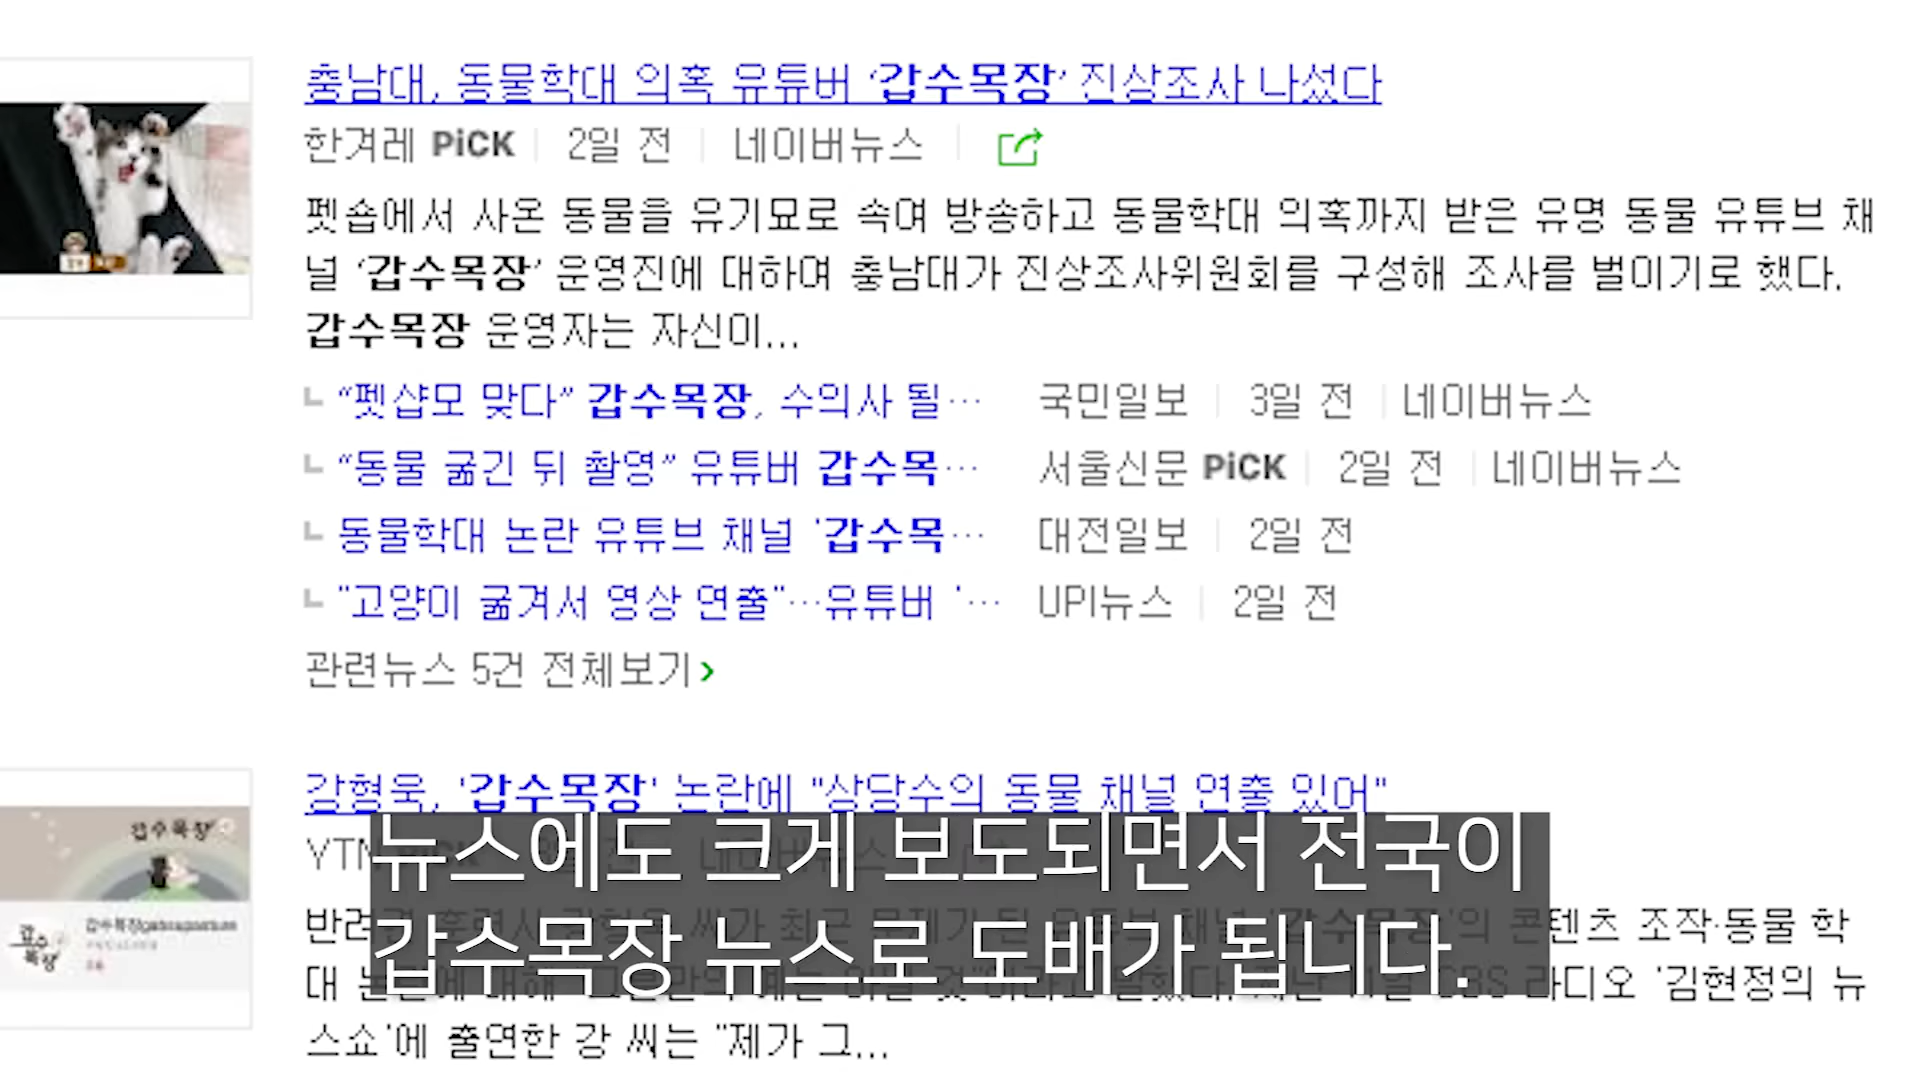 충남대, 동물학대 의혹 유튜버 ‘갑수목장’ 진상조사 나섰다
한겨레 PiCK 2일 전 네이버뉴스
펫숍에서 사온 동물을 유기묘로 속여 방송하고 동물학대 의혹까지 받은 유명 동물 유튜브 채
널 ‘갑수목장’ 운영진에 대하여 충남대가 진상조사위원회를 구성해 조사를 벌이기로 했다.
갑수목장 운영자는 자신이...
“펫샵모 맞다” 갑수목장, 수의사 될… 국민일보 3일 전 네이버뉴스
“동물 굶긴 뒤 촬영” 유튜버 갑수목… 서울신문 PiCK 2일 전 네이버뉴스
동물학대 논란 유튜브 채널 '갑수목… 대전일보 2일 전
"고양이 굶겨서 영상 연출"…유튜버 '… UPI뉴스 2일 전
관련뉴스 5건 전체보기 >
강형욱, '갑수목장' 논란에 "상당수의 동물 채널 연출 있어"
갑수목장
YTN
뉴스에도 크게 보도되면서 전국이
갑수목장 뉴스로 도배가 됩니다.
갑수목장
반려 콘텐츠 조작·동물 학
대 라디오 '김현정의 뉴
스쇼'에 출연한 강 씨는 "제가 그...